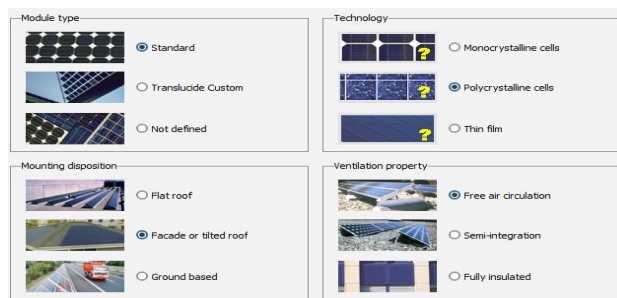 Module type
Standard
Translucide Custom
Not defined
Technology
Monocrystalline cells
?
Polycrystalline cells
?
Thin film
?
Mounting disposition
Flat roof
Facade or tilted roof
Ground based
Ventilation property
Free air circulation
Semi-integration
Fully insulated